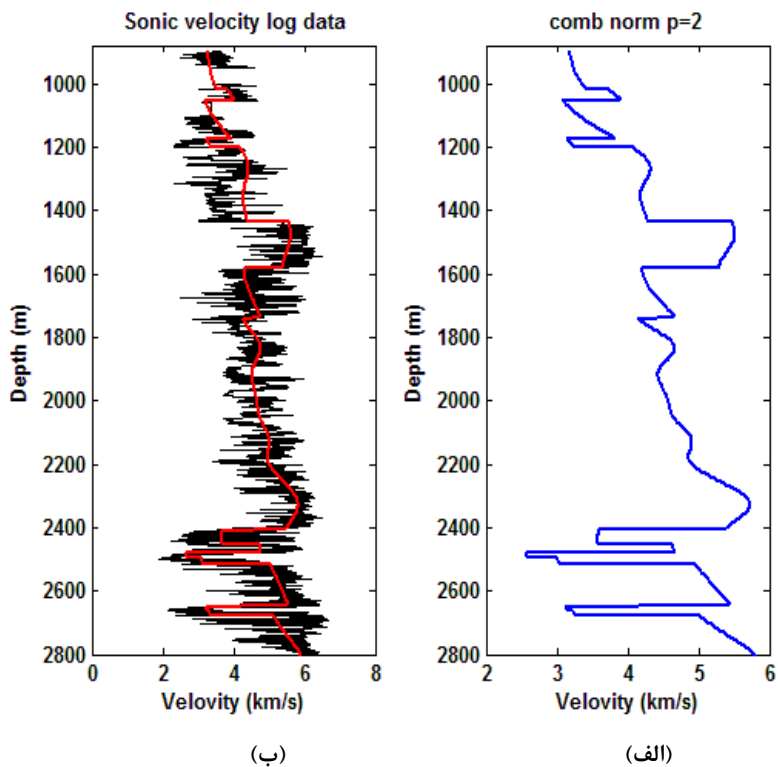 Sonic velocity log data
1000
1200
1400
1600
1800
2000
2200
2400
2600
2800
Depth (m)
0 2 4 6 8
Velovity (km/s)
(ب)
comb norm p=2
1000
1200
1400
1600
1800
2000
2200
2400
2600
2800
Depth (m)
2 3 4 5 6
Velovity (km/s)
(الف)